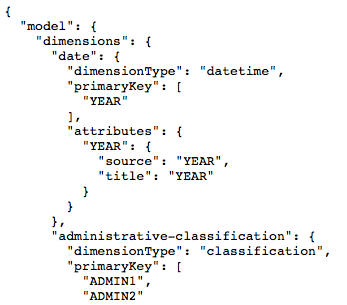 {
  "model": {
    "dimensions": {
      "date": {
        "dimensionType": "datetime",
        "primaryKey": [
          "YEAR"
        ],
        "attributes": {
          "YEAR": {
            "source": "YEAR",
            "title": "YEAR"
          }
        }
      },
      "administrative-classification": {
        "dimensionType": "classification",
        "primaryKey": [
          "ADMIN1",
          "ADMIN2"